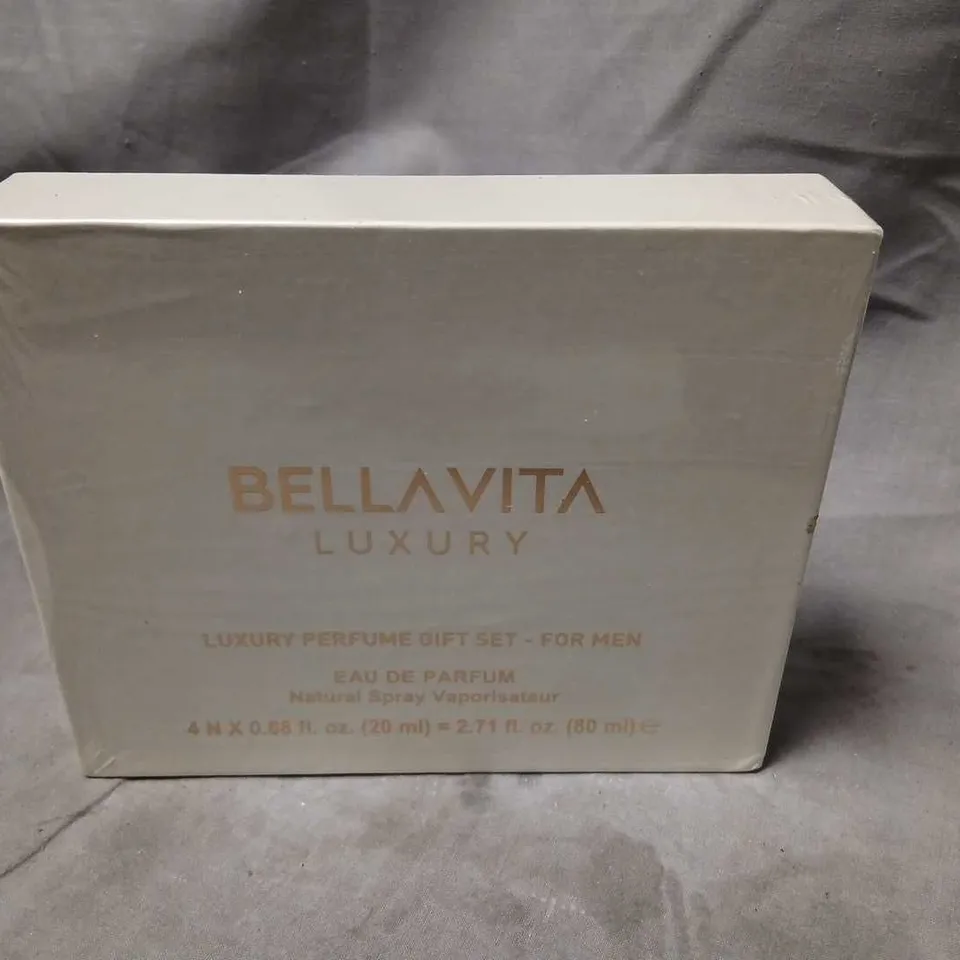 BELLAVITA
LUXURY
LUXURY PERFUME GIFT SET - FOR MEN
EAU DE PARFUM
Natural Spray Vaporisateur
4 N X 0.68 fl. oz. (20 ml) = 2.71 fl. oz. (80 ml) e